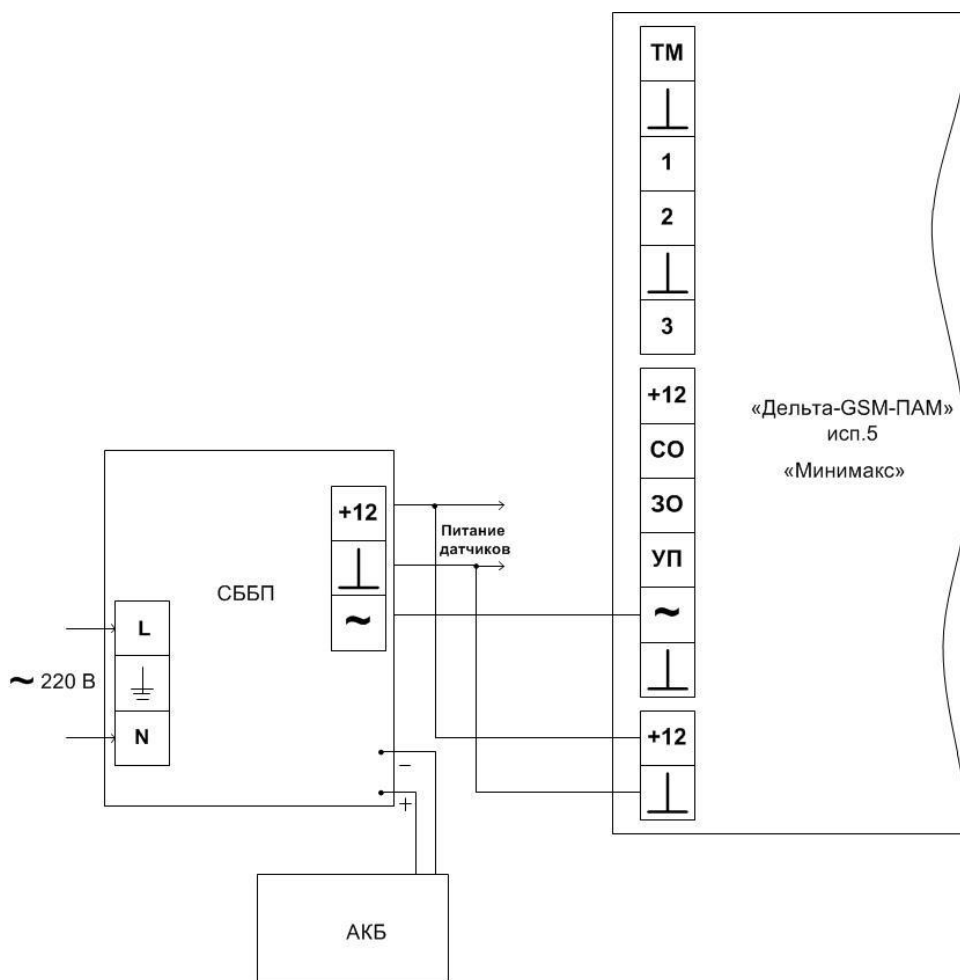 ТМ
1
2
3
+12
СО
ЗО
УП
~
+12
«Дельта-GSM-ПАМ»
исп.5
«Минимакс»
+12
~
Питание
датчиков
СББП
L
N
~ 220 В
−
+
АКБ